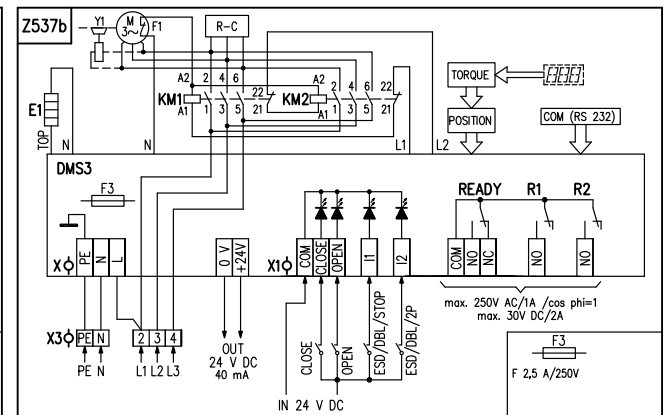 Z537b
Y1
M
3~
F1
R-C
A2 2 4 6
KM1
22
A1 1 3 5 21
A2 2 4 6 22
KM2
A1 1 3 5 21
E1
TOP
N
N
L1
L2
TORQUE
POSITION
COM (RS 232)
DMS3
F3
READY R1 R2
X
PE
N
L
0 V
+24V
X1
COM
CLOSE
OPEN
I1
I2
COM
NO
NC
NO
NO
max. 250V AC/1A /cos phi=1
max. 30V DC/2A
X3
PE N 2 3 4
PE N L1 L2 L3
OUT
24 V DC
40 mA
CLOSE
OPEN
ESD/DBL/STOP
ESD/DBL/2P
IN 24 V DC
F3
F 2,5 A/250V